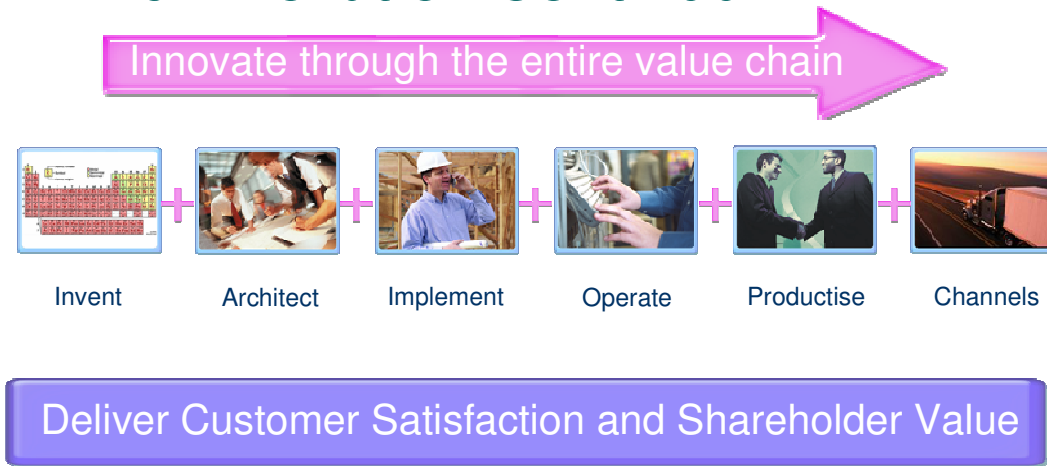 Innovate through the entire value chain
Invent
Architect
Implement
Operate
Productise
Channels
Deliver Customer Satisfaction and Shareholder Value